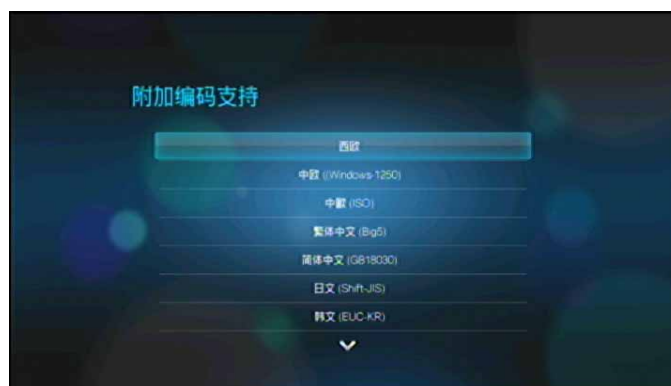 附加编码支持
西欧
中欧 ((Windows-1250)
中歐 (ISO)
繁体中文 (Big5)
简体中文 (GB18030)
日文 (Shift-JIS)
韩文 (EUC-KR)